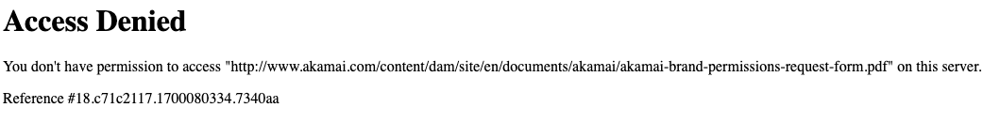 Access Denied
You don't have permission to access "http://www.akamai.com/content/dam/site/en/documents/akamai/akamai-brand-permissions-request-form.pdf" on this server.
Reference #18.c71c2117.1700080334.7340aa